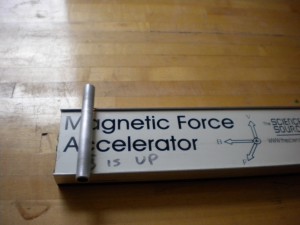 Magnetic Force
Accelerator
IS UP
The
SCIENCE
SOURCE